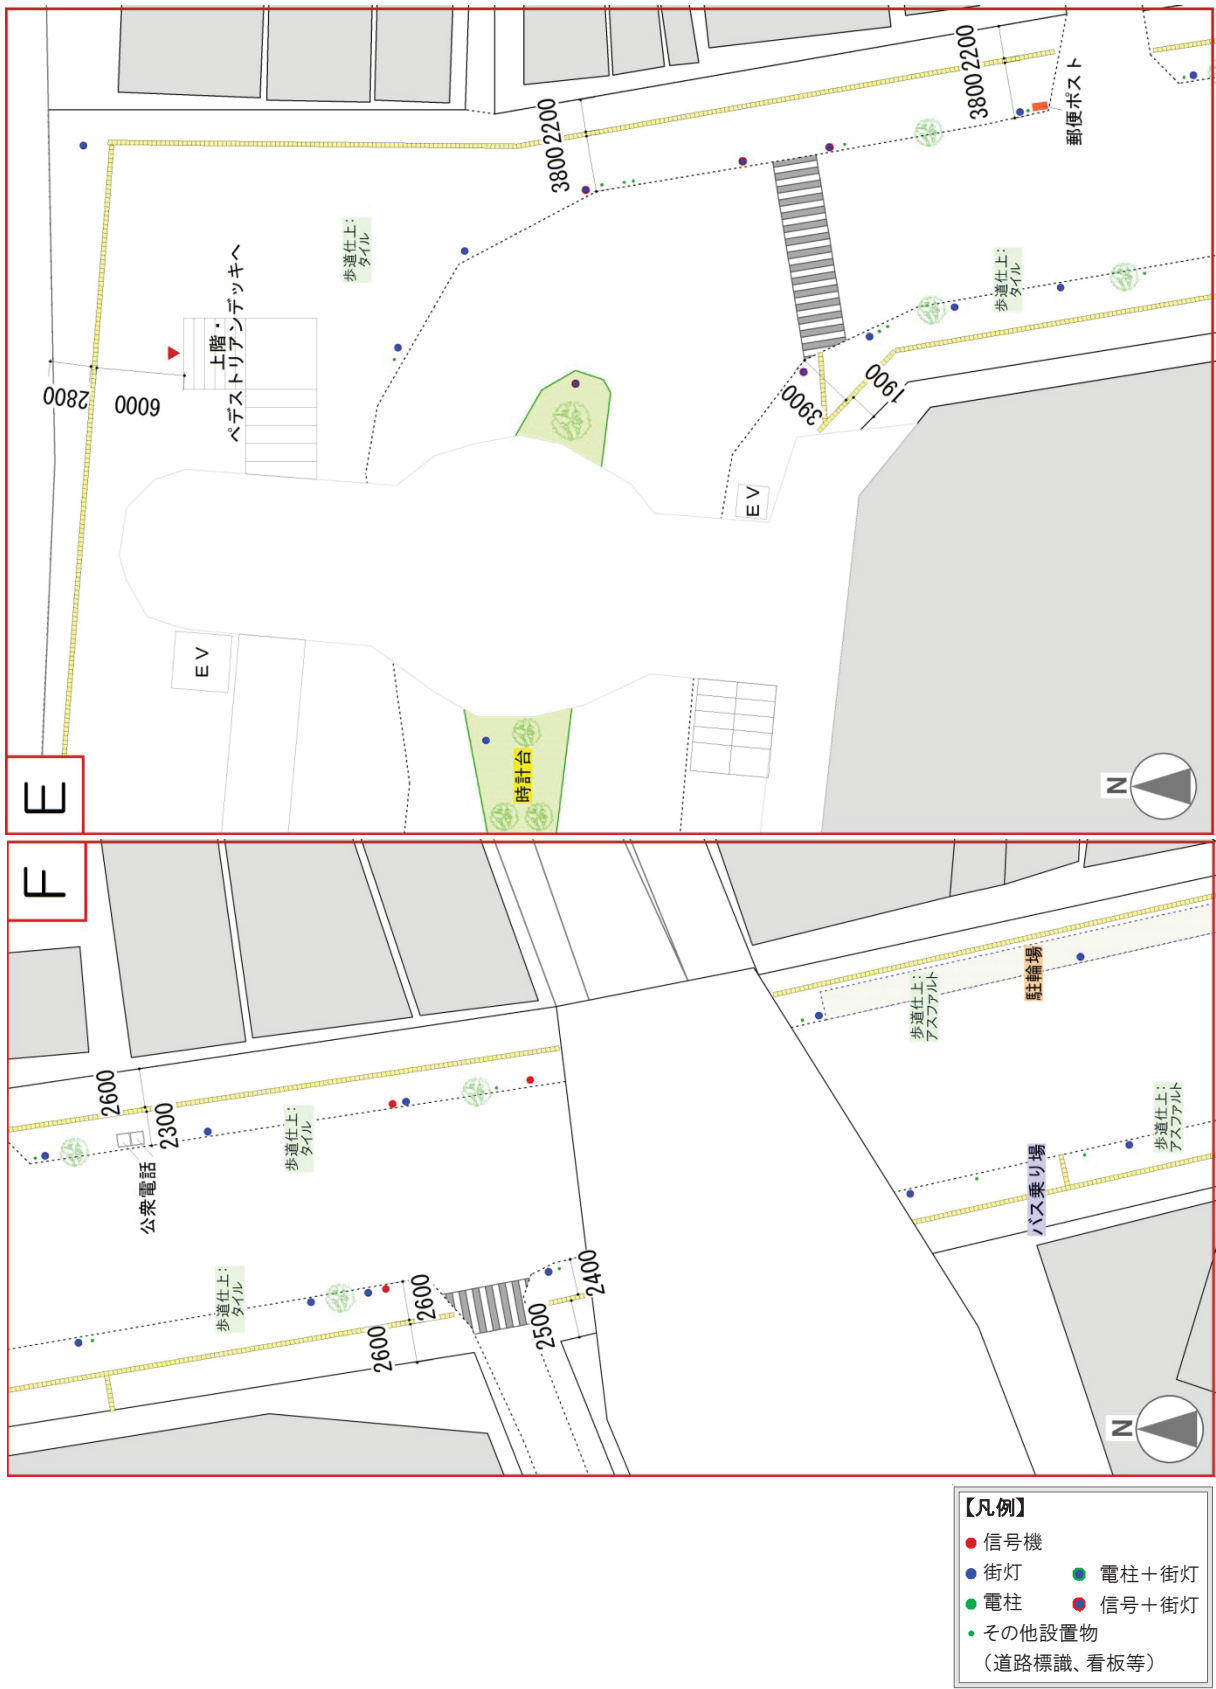 E
2800
6000
上階・
ペデストリアンデッキへ
歩道仕上:
タイル
3800
2200
3800
2200
郵便ポスト
歩道仕上:
タイル
3900
1900
EV
EV
時計台
N
F
2600
2300
公衆電話
歩道仕上:
タイル
歩道仕上:
タイル
2600
2600
2500
2400
歩道仕上:
アスファルト
駐輪場
バス乗り場
歩道仕上:
アスファルト
N
【凡例】
信号機
街灯
電柱＋街灯
電柱
信号＋街灯
その他設置物
（道路標識、看板等）